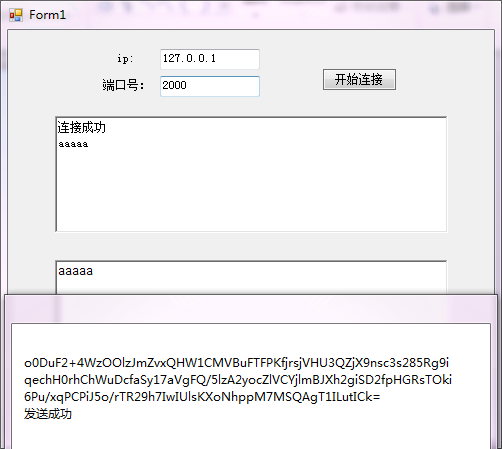 Form1
ip: 127.0.0.1
端口号: 2000
开始连接
连接成功
aaaaa
aaaaa
o0DuF2+4WzOOlzJmZvxQHW1CMVBuFTFPKfjrsjVHU3QZjX9nsc3s285Rg9i
qechH0rhChWuDcfaSy17aVgFQ/5lzA2yocZlVCYjlmBJXh2giSD2fpHGRsTOki
6Pu/xqPCPiJ5o/rTR29h7IwIUlsKXoNhppM7MSQAgT1ILutICk=
发送成功